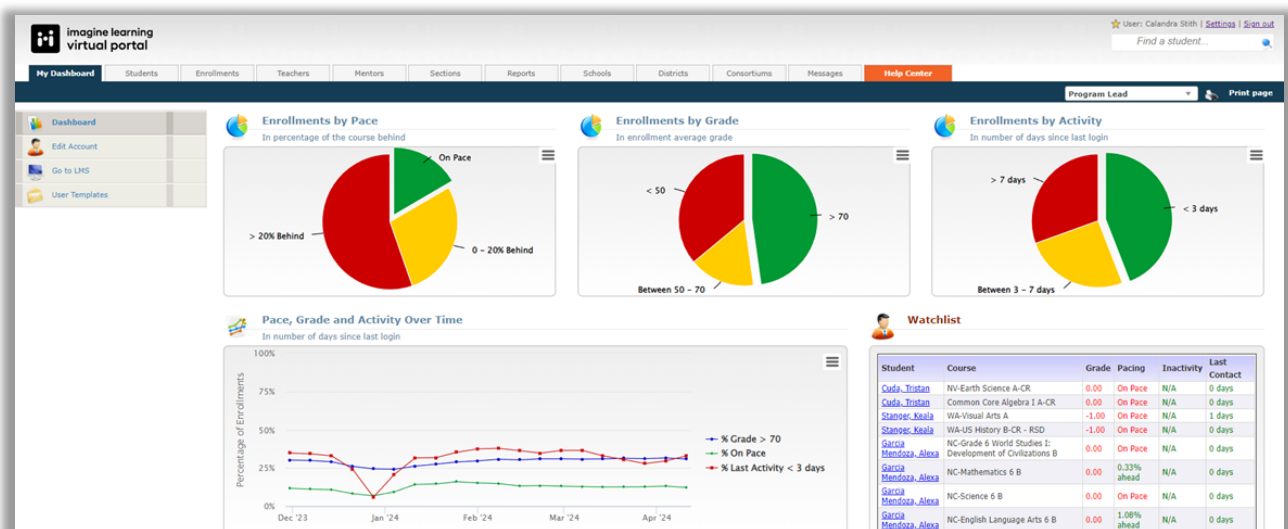 imagine learning
virtual portal
User: Calandra Stith | Settings | Sign out
Find a student...
My Dashboard Students Enrollments Teachers Mentors Sections Reports Schools Districts Consortiums Messages Help Center
Program Lead Print page
Dashboard
Edit Account
Go to LMS
User Templates
Enrollments by Pace
In percentage of the course behind
On Pace
> 20% Behind
0 - 20% Behind
Enrollments by Grade
In enrollment average grade
< 50
> 70
Between 50 - 70
Enrollments by Activity
In number of days since last login
> 7 days
< 3 days
Between 3 - 7 days
Pace, Grade and Activity Over Time
In number of days since last login
Percentage of Enrollments
100%
75%
50%
25%
0%
Dec '23 Jan '24 Feb '24 Mar '24 Apr '24
% Grade > 70
% On Pace
% Last Activity < 3 days
Watchlist
Student Course Grade Pacing Inactivity Last
Contact
Cuda, Tristan NV-Earth Science A-CR 0.00 On Pace N/A 0 days
Cuda, Tristan Common Core Algebra I A-CR 0.00 On Pace N/A 0 days
Stanger, Keala WA-Visual Arts A -1.00 On Pace N/A 1 days
Stanger, Keala WA-US History B-CR - RSD -1.00 On Pace N/A 0 days
Garcia NC-Grade 6 World Studies I:
Mendoza, Alexa Development of Civilizations B 0.00 On Pace N/A 0 days
Garcia 0.33%
Mendoza, Alexa NC-Mathematics 6 B 0.00 ahead N/A 0 days
Garcia
Mendoza, Alexa NC-Science 6 B 0.00 On Pace N/A 0 days
Garcia 1.08%
Mendoza, Alexa NC-English Language Arts 6 B 0.00 ahead N/A 0 days